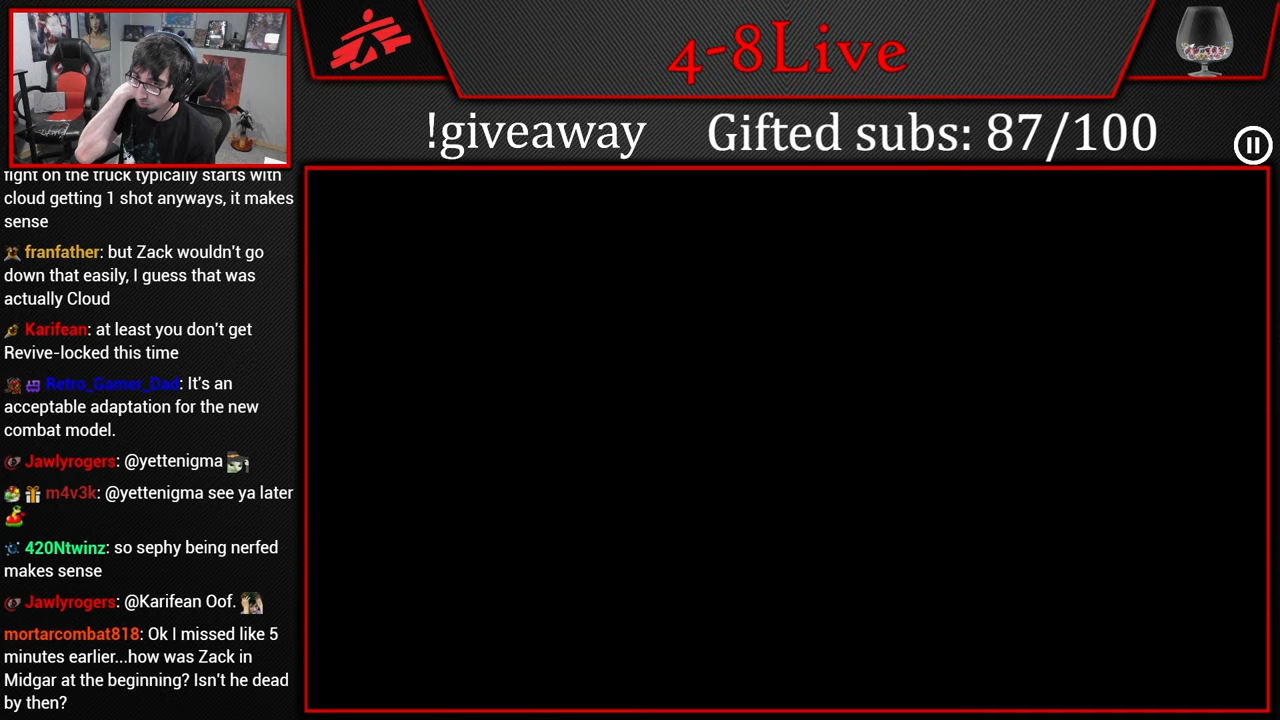 4-8Live
!giveaway
Gifted subs: 87/100
fight on the truck typically starts with
cloud getting 1 shot anyways, it makes
sense
franfather: but Zack wouldn't go
down that easily, I guess that was
actually Cloud
Karifean: at least you don't get
Revive-locked this time
Retro_Gamer_Dad: It's an
acceptable adaptation for the new
combat model.
Jawlyrogers: @yettenigma
m4v3k: @yettenigma see ya later
420Ntwinz: so sephy being nerfed
makes sense
Jawlyrogers: @Karifean Oof.
mortarcombat818: Ok I missed like 5
minutes earlier...how was Zack in
Midgar at the beginning? Isn't he dead
by then?